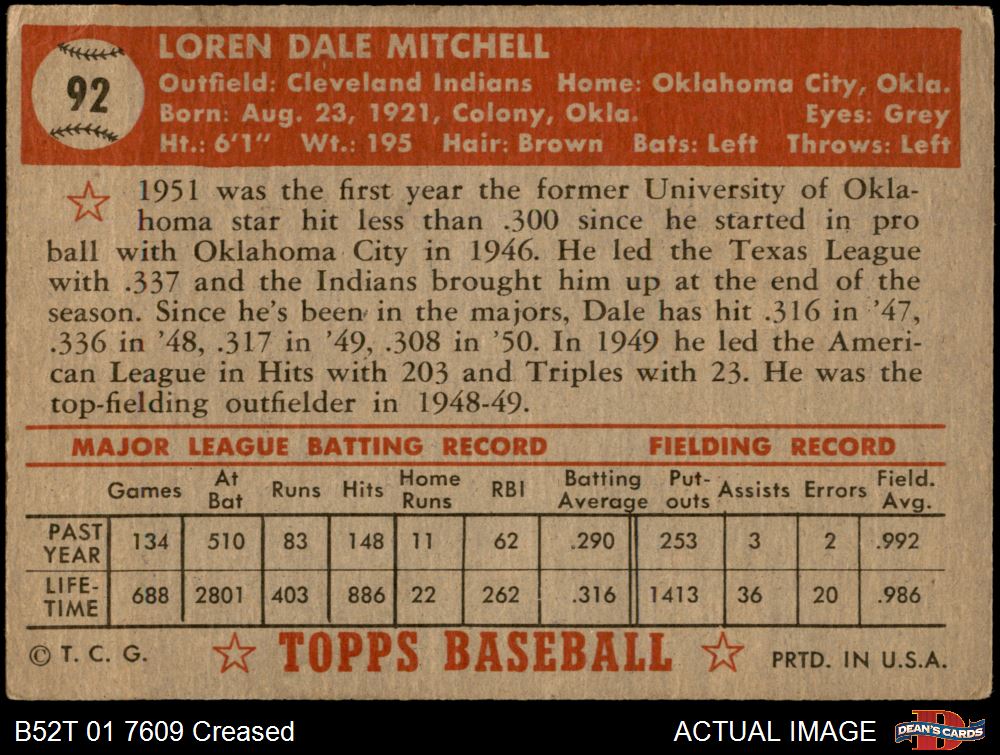 92
LOREN DALE MITCHELL
Outfield: Cleveland Indians Home: Oklahoma City, Okla.
Born: Aug. 23, 1921, Colony, Okla. Eyes: Grey
Ht.: 6'1" Wt.: 195 Hair: Brown Bats: Left Throws: Left
1951 was the first year the former University of Okla-
homa star hit less than .300 since he started in pro
ball with Oklahoma City in 1946. He led the Texas League
with .337 and the Indians brought him up at the end of the
season. Since he's been in the majors, Dale has hit .316 in '47,
.336 in '48, .317 in '49, .308 in '50. In 1949 he led the Ameri-
can League in Hits with 203 and Triples with 23. He was the
top-fielding outfielder in 1948-49.
MAJOR LEAGUE BATTING RECORD FIELDING RECORD
Games At Bat Runs Hits Home Runs RBI Batting Average Put-outs Assists Errors Field. Avg.
PAST YEAR 134 510 83 148 11 62 .290 253 3 2 .992
LIFE-TIME 688 2801 403 886 22 262 .316 1413 36 20 .986
© T. C. G. TOPPS BASEBALL PRTD. IN U.S.A.
B52T 01 7609 Creased ACTUAL IMAGE D DEAN'S CARDS